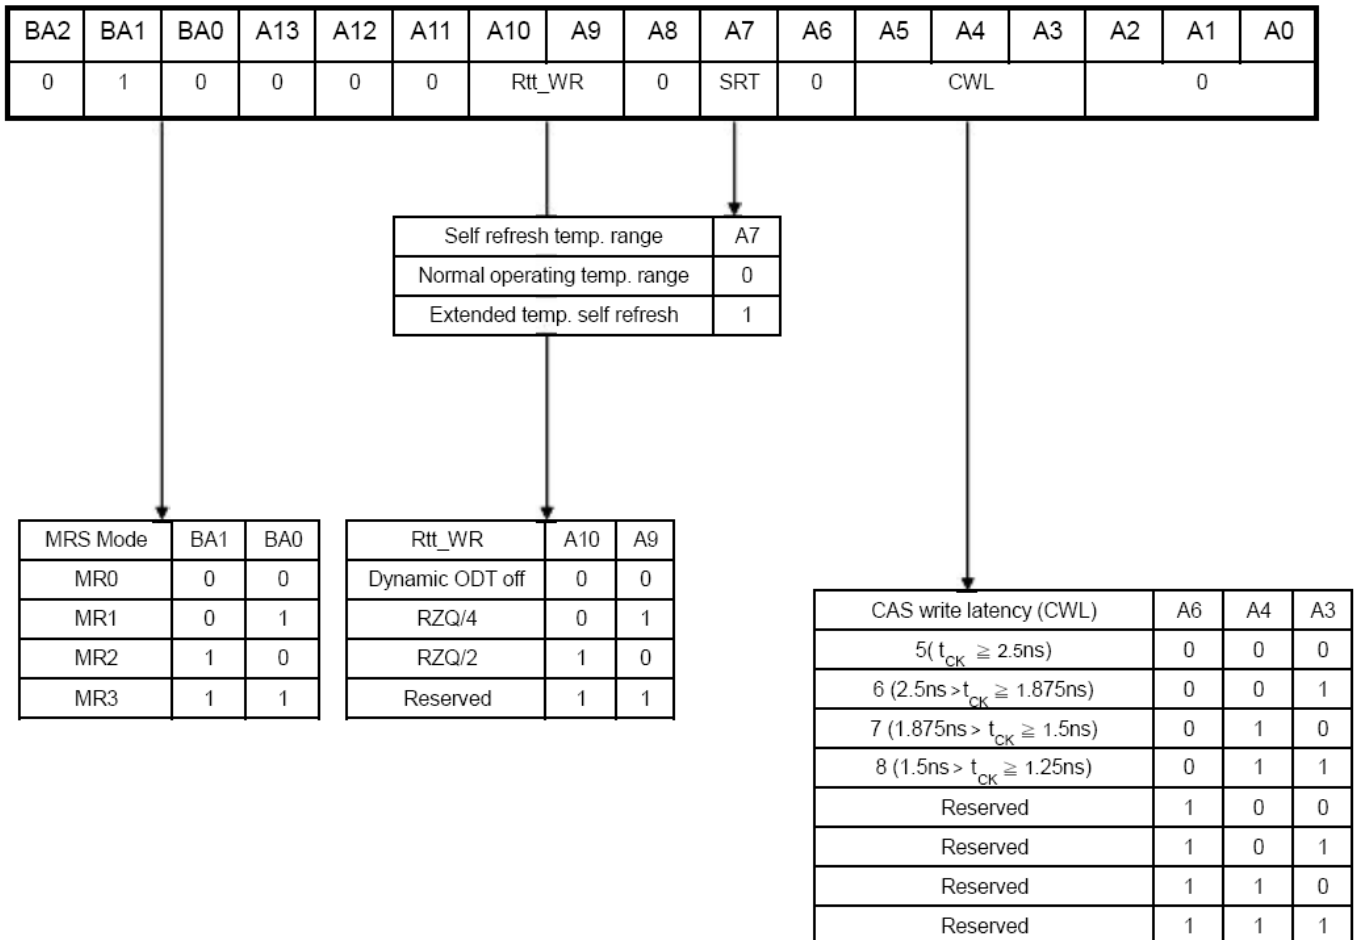 BA2 BA1 BA0 A13 A12 A11 A10 A9 A8 A7 A6 A5 A4 A3 A2 A1 A0
0 1 0 0 0 0 Rtt_WR 0 SRT 0 CWL 0
Self refresh temp. range A7
Normal operating temp. range 0
Extended temp. self refresh 1
MRS Mode BA1 BA0
MR0 0 0
MR1 0 1
MR2 1 0
MR3 1 1
Rtt_WR A10 A9
Dynamic ODT off 0 0
RZQ/4 0 1
RZQ/2 1 0
Reserved 1 1
CAS write latency (CWL) A6 A4 A3
5( tCK ≧ 2.5ns) 0 0 0
6 (2.5ns >tCK ≧ 1.875ns) 0 0 1
7 (1.875ns > tCK ≧ 1.5ns) 0 1 0
8 (1.5ns > tCK ≧ 1.25ns) 0 1 1
Reserved 1 0 0
Reserved 1 0 1
Reserved 1 1 0
Reserved 1 1 1